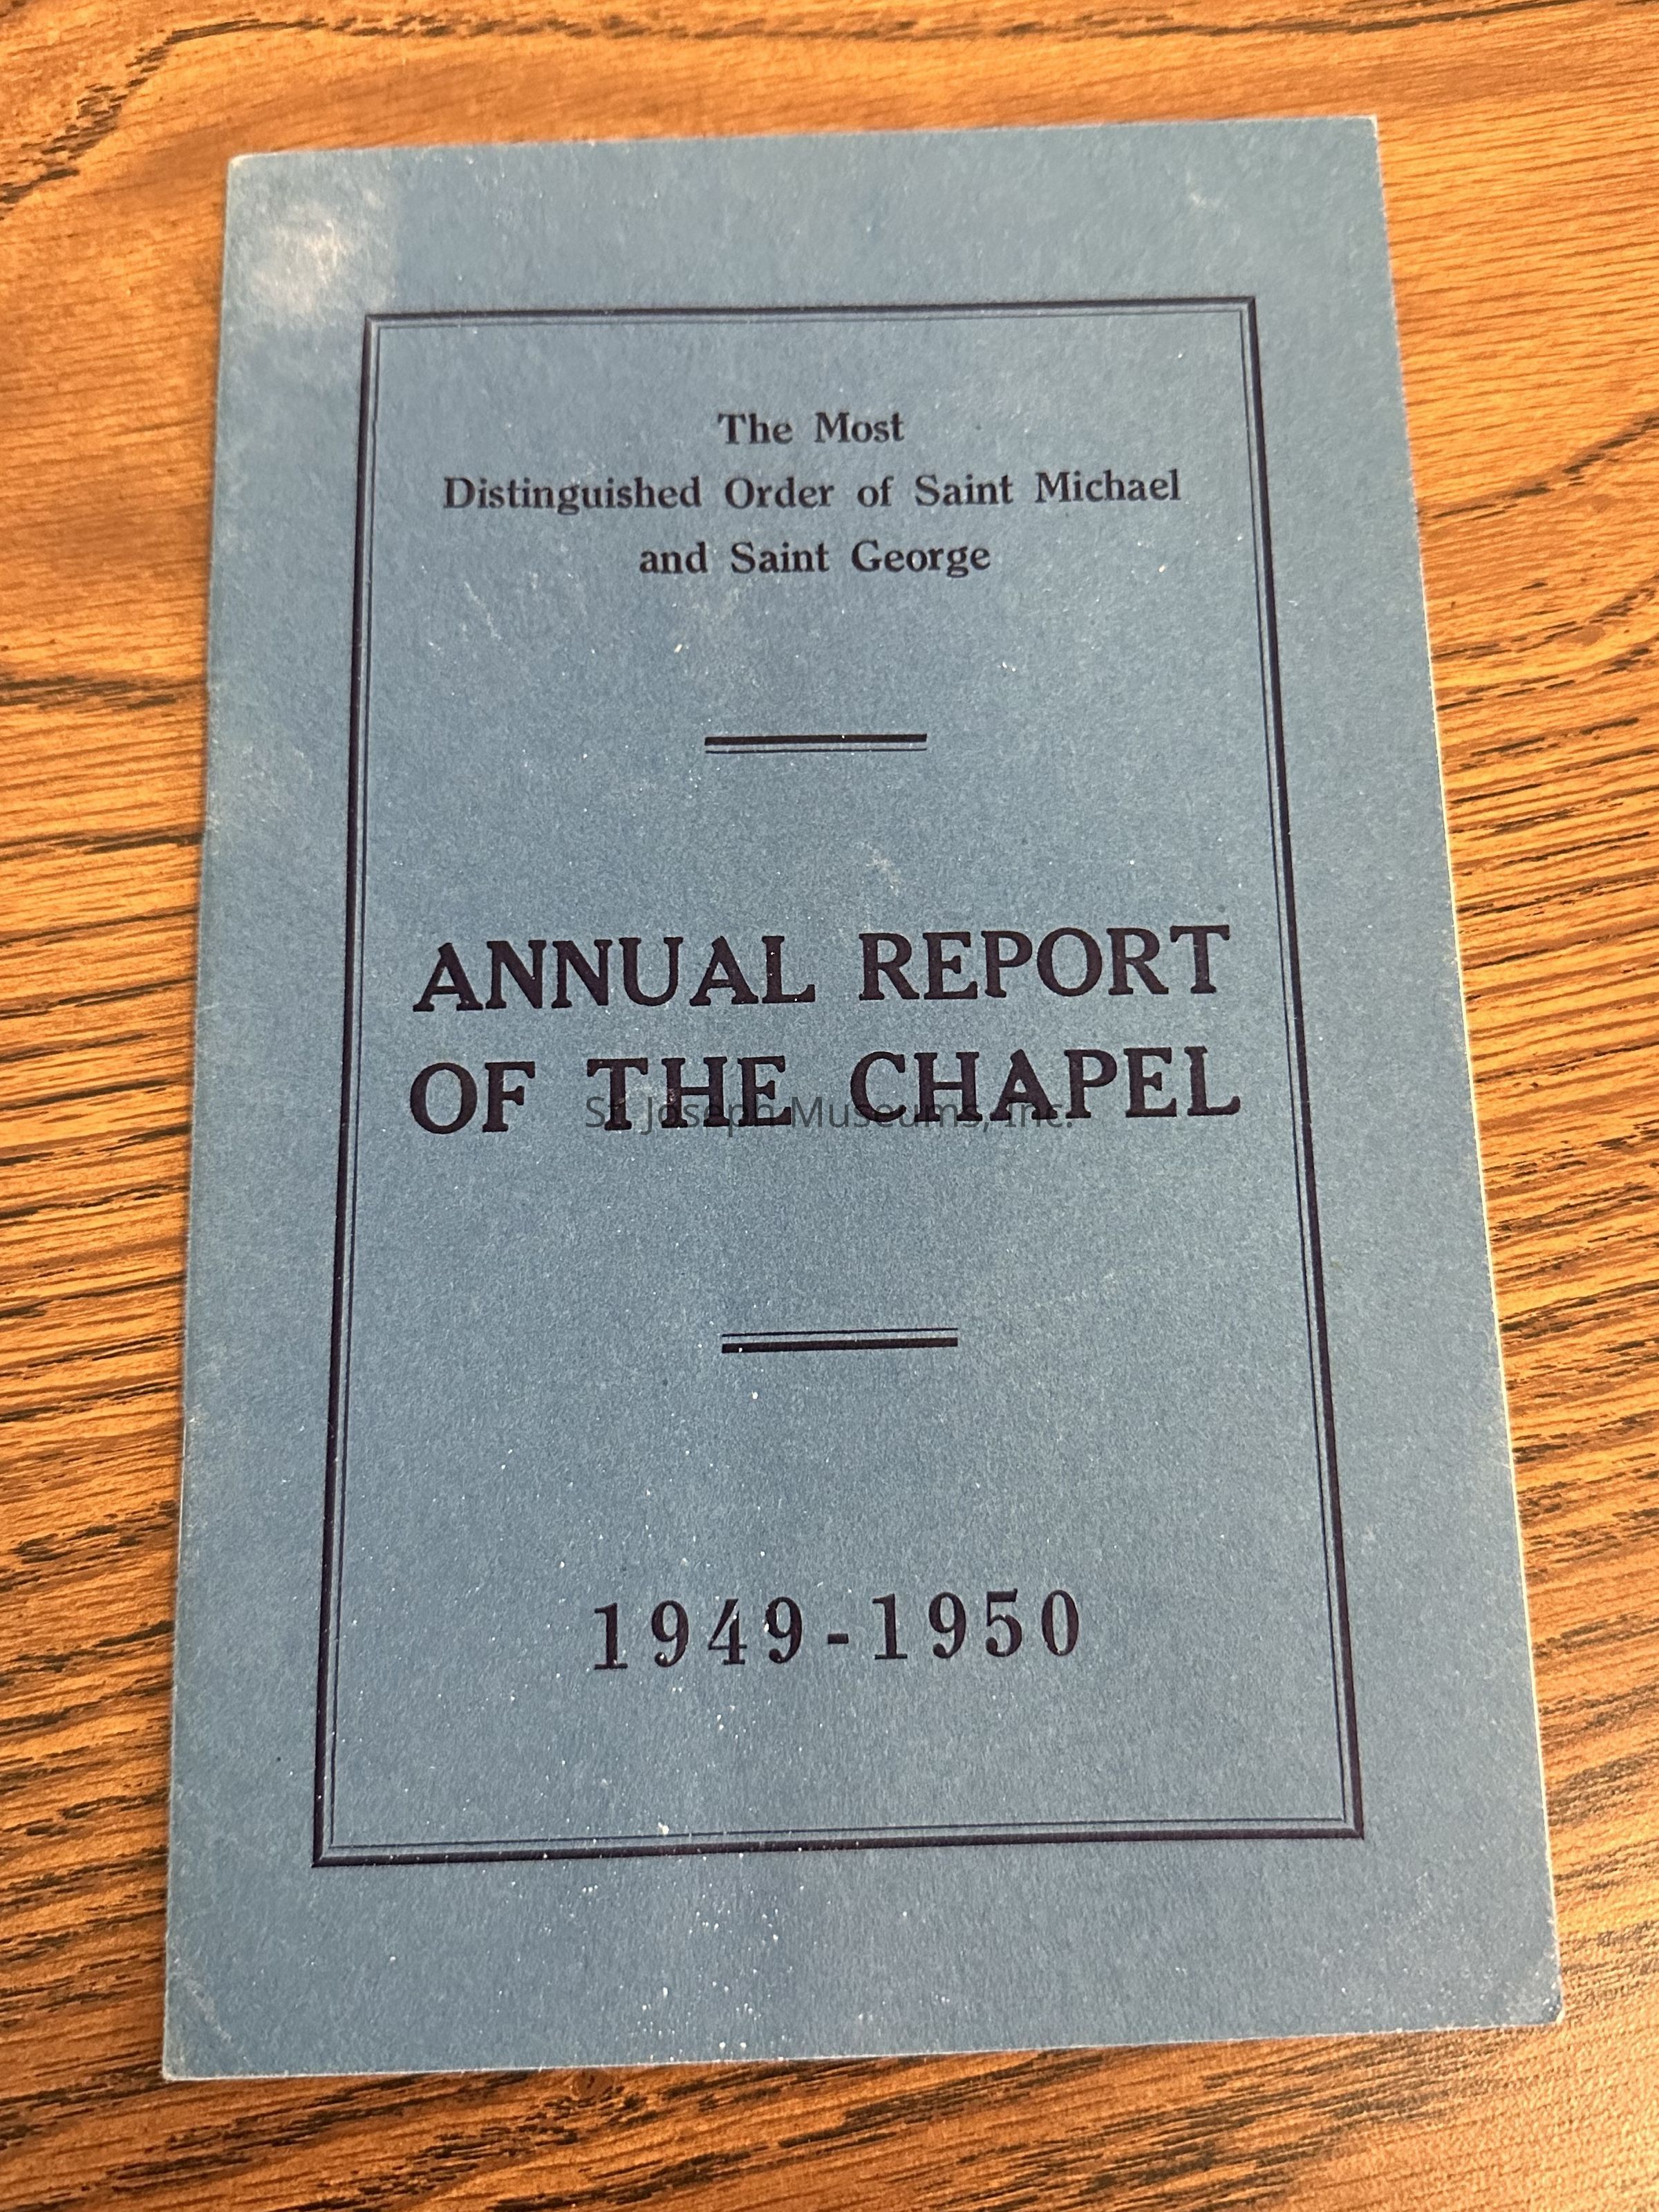 The Most
Distinguished Order of Saint Michael
and Saint George
ANNUAL REPORT
OF THE CHAPEL
St. Joseph Museums, Inc.
1949-1950